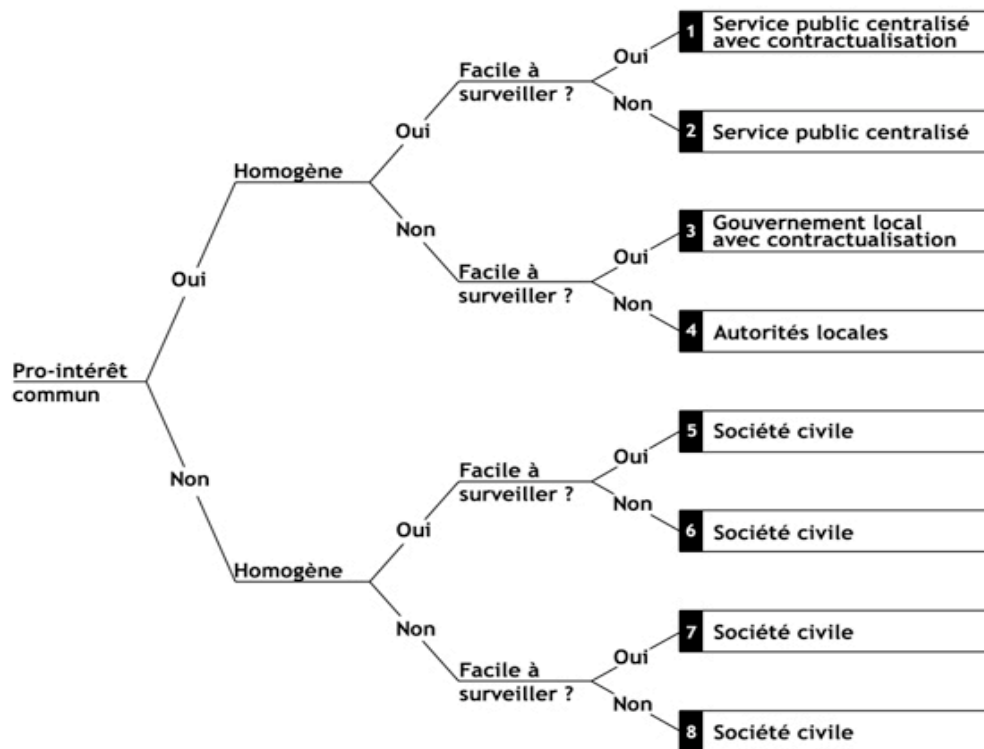 1
Service public centralisé
avec contractualisation
Oui
Facile à
surveiller ?
Non
Oui
2
Service public centralisé
Homogène
3
Gouvernement local
avec contractualisation
Non
Oui
Facile à
surveiller ?
Oui
Non
4
Autorités locales
Pro-intérêt
commun
5
Société civile
Oui
Facile à
surveiller ?
Non
Non
Oui
6
Société civile
Homogène
7
Société civile
Non
Oui
Facile à
surveiller ?
Non
8
Société civile